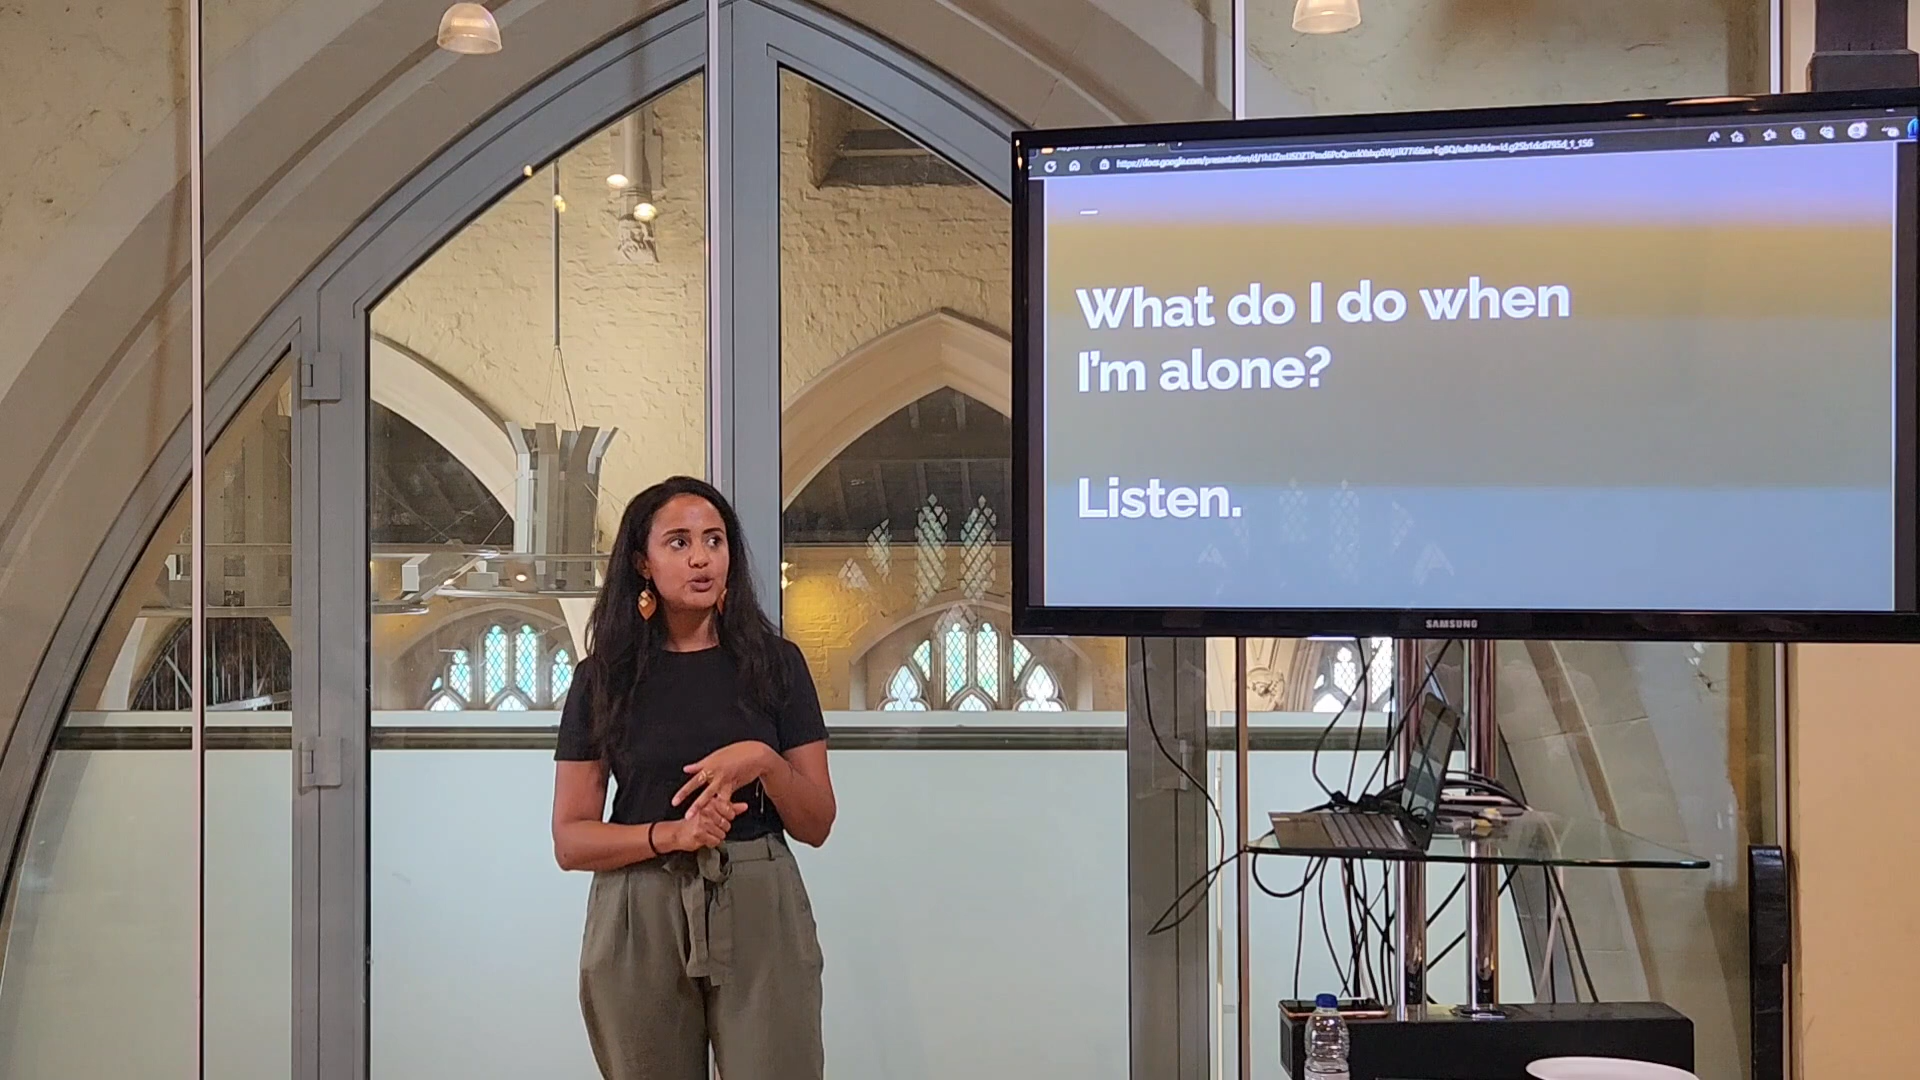 What do I do when
I'm alone?
Listen.
SAMSUNG